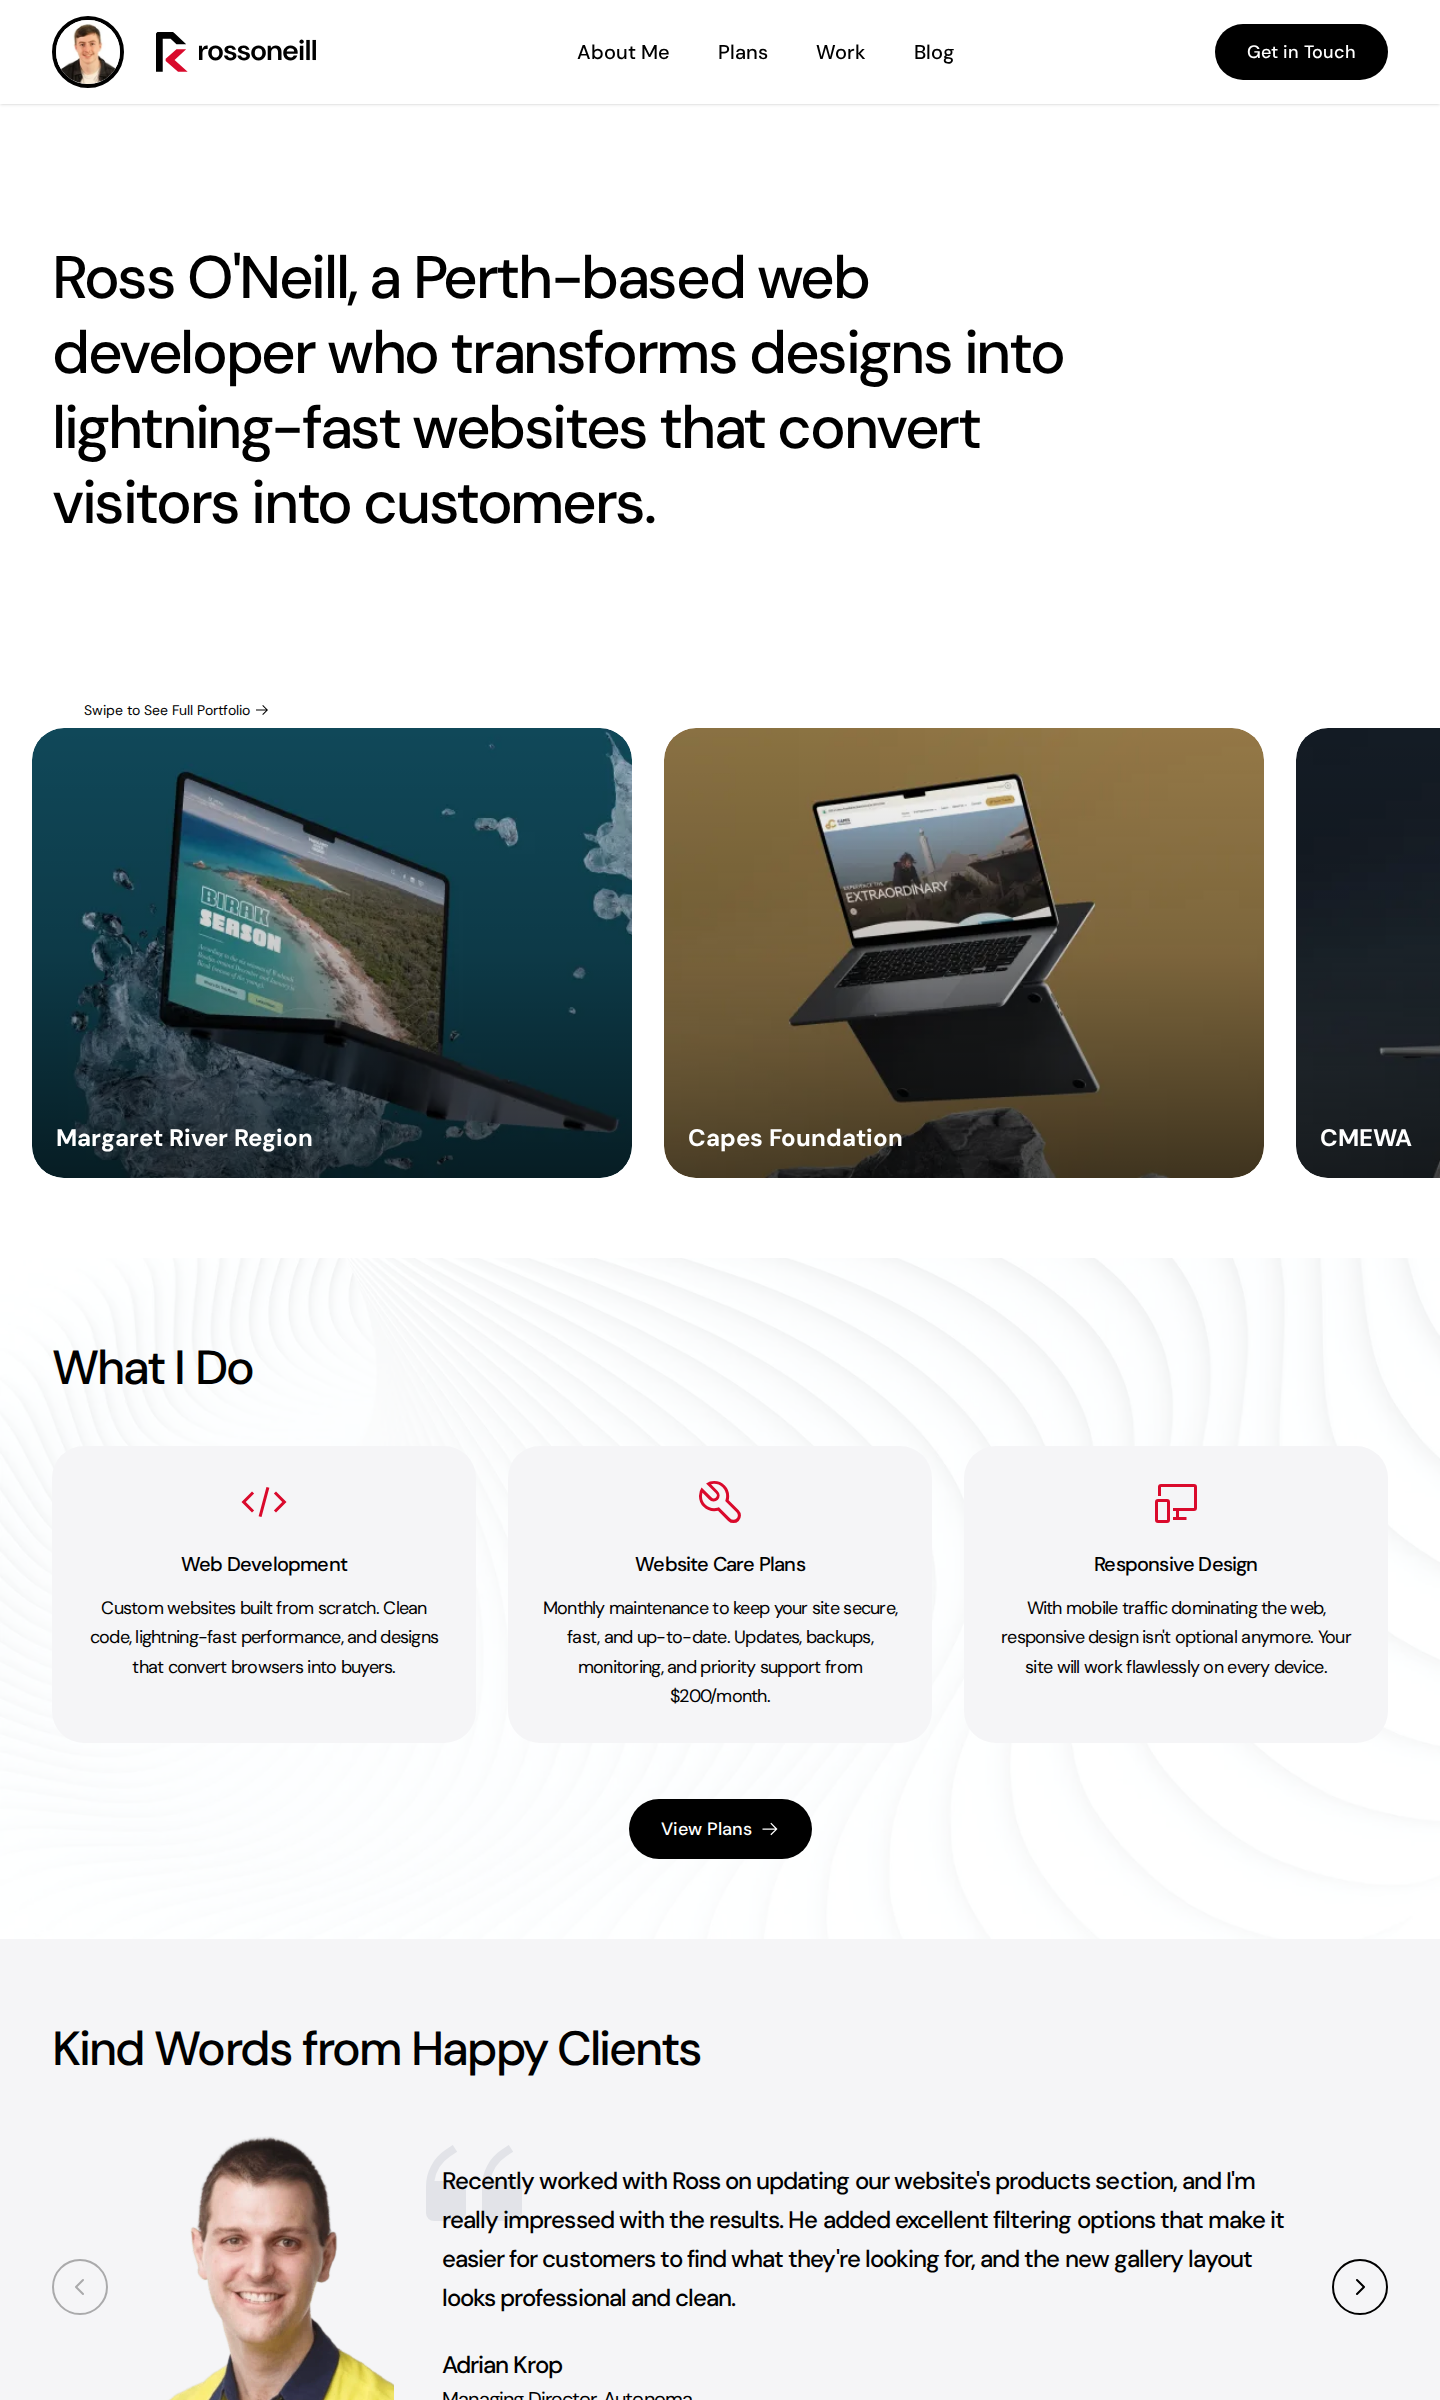 rossoneill
About Me
Plans
Work
Blog
Get in Touch
Ross O'Neill, a Perth-based web
developer who transforms designs into
lightning-fast websites that convert
visitors into customers.
Swipe to See Full Portfolio →
BIRAK
SEASON
EXTRAORDINARY
Margaret River Region
Capes Foundation
CMEWA
What I Do
Web Development
Custom websites built from scratch. Clean
code, lightning-fast performance, and designs
that convert browsers into buyers.
Website Care Plans
Monthly maintenance to keep your site secure,
fast, and up-to-date. Updates, backups,
monitoring, and priority support from
$200/month.
Responsive Design
With mobile traffic dominating the web,
responsive design isn't optional anymore. Your
site will work flawlessly on every device.
View Plans →
Kind Words from Happy Clients
Recently worked with Ross on updating our website's products section, and I'm
really impressed with the results. He added excellent filtering options that make it
easier for customers to find what they're looking for, and the new gallery layout
looks professional and clean.
Adrian Krop
Managing Director, Autonoma